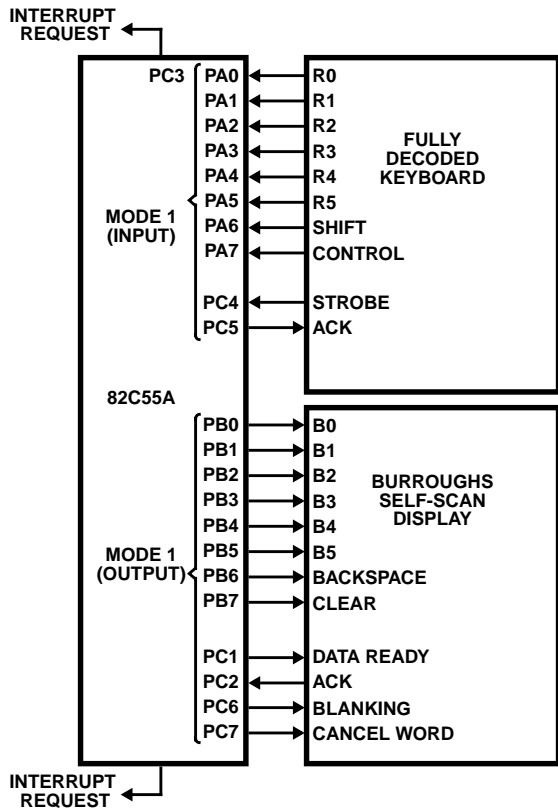 INTERRUPT
REQUEST
PC3 PA0 R0
PA1 R1
PA2 R2
PA3 R3
PA4 R4
PA5 R5
PA6 SHIFT
PA7 CONTROL
MODE 1
(INPUT)
FULLY
DECODED
KEYBOARD
PC4 STROBE
PC5 ACK
82C55A
PB0 B0
PB1 B1
PB2 B2
PB3 B3
PB4 B4
PB5 B5
PB6 BACKSPACE
PB7 CLEAR
MODE 1
(OUTPUT)
BURROUGHS
SELF-SCAN
DISPLAY
PC1 DATA READY
PC2 ACK
PC6 BLANKING
PC7 CANCEL WORD
INTERRUPT
REQUEST